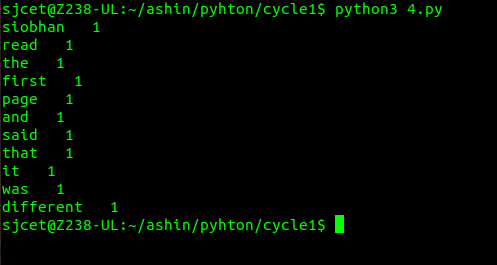 sjcet@Z238-UL:~/ashin/pyhton/cycle1$ python3 4.py
siobhan   1
read   1
the   1
first   1
page   1
and   1
said   1
that   1
it   1
was   1
different   1
sjcet@Z238-UL:~/ashin/pyhton/cycle1$